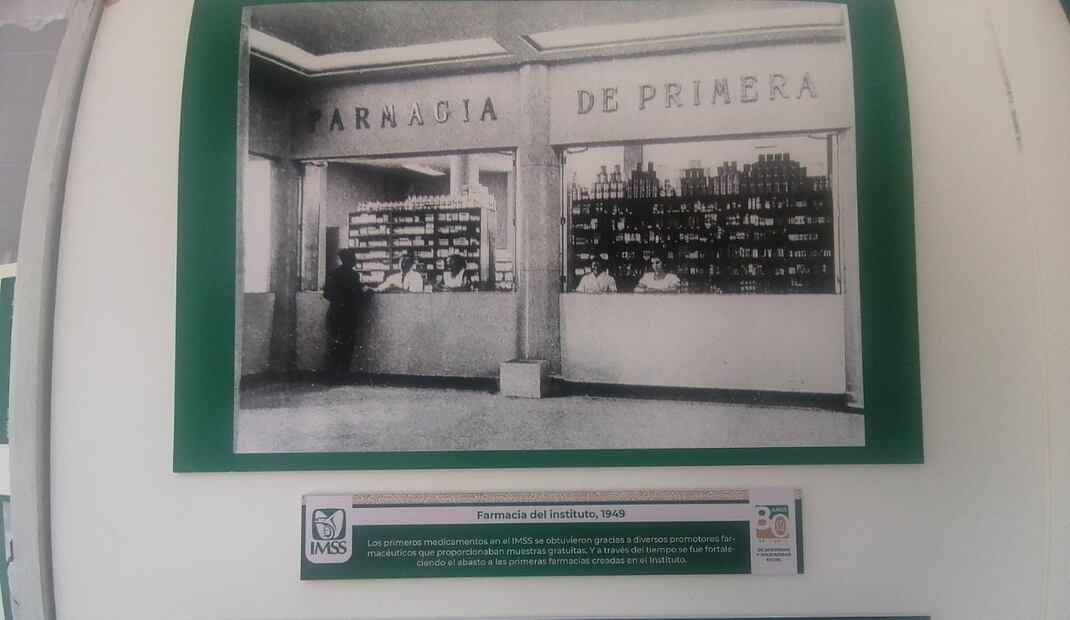 FARMACIA DE PRIMERA
Farmacia del instituto, 1949
Los primeros medicamentos en el IMSS se obtuvieron gracias a diversos promotores far-
macéuticos que proporcionaban muestras gratuitas. Y a través del tiempo se fue fortale-
ciendo el abasto a las primeras farmacias creadas en el Instituto.
IMSS
80 AÑOS
DE SEGURIDAD
Y SOLIDARIDAD
SOCIAL